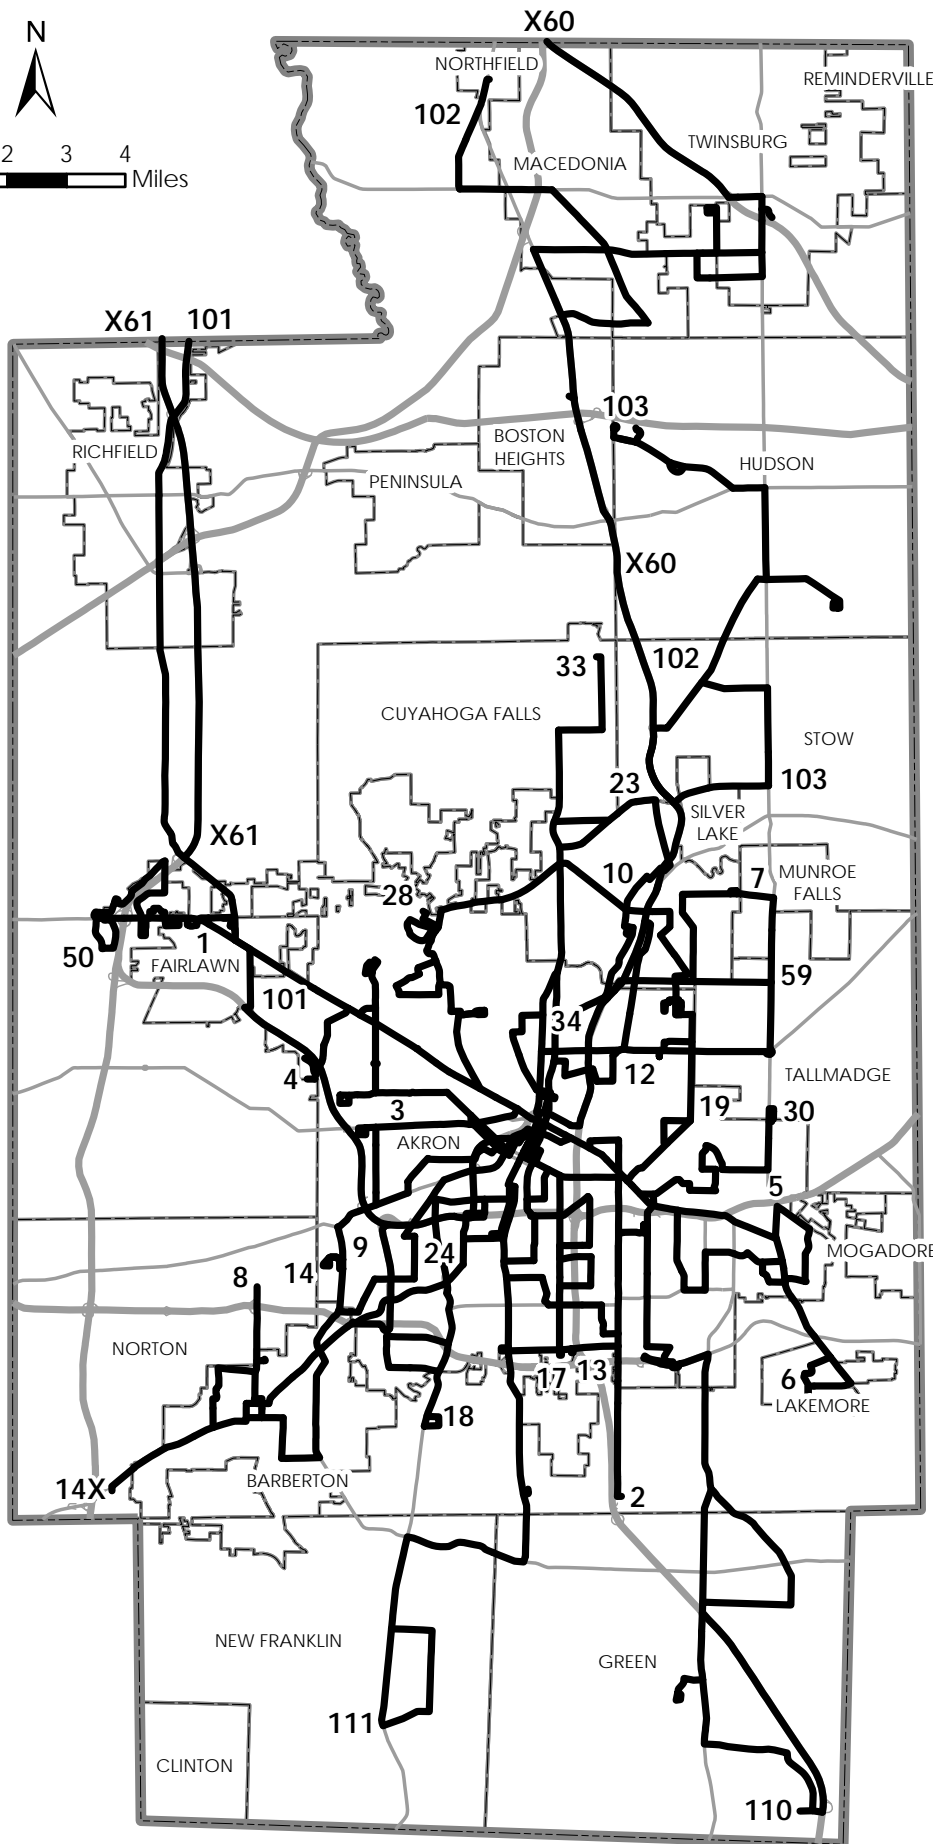 X60
N
NORTHFIELD
REMINDERVILLE
102
TWINSBURG
2 3 4
MACEDONIA
Miles
X61 101
103
BOSTON
HEIGHTS
RICHFIELD
HUDSON
PENINSULA
X60
102
33
CUYAHOGA FALLS
STOW
103
23
SILVER
LAKE
X61
10
MUNROE
FALLS
7
28
1
50
FAIRLAWN
59
101
34
4
12
TALLMADGE
19
30
3
AKRON
5
9
24
MOGADORE
14
8
NORTON
17
13
6
LAKEMORE
18
BARBERTON
14X
2
NEW FRANKLIN
GREEN
111
CLINTON
110